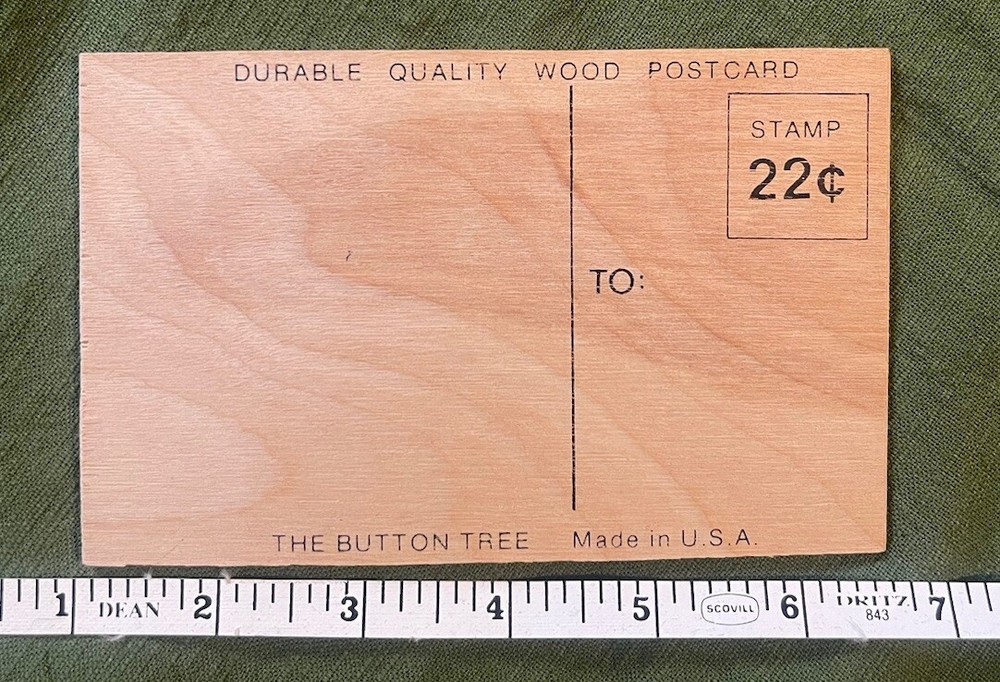 DURABLE QUALITY WOOD POSTCARD
STAMP
22¢
TO:
THE BUTTON TREE Made in U.S.A.
1 DEAN 2 3 4 5 SCOVILL 6 DRITZ 7
843